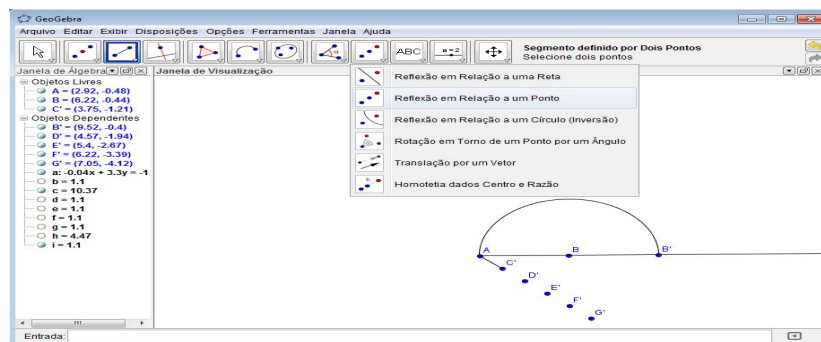 GeoGebra
Arquivo Editar Exibir Disposições Opções Ferramentas Janela Ajuda
ABC
a=2
Segmento definido por Dois Pontos
Selecione dois pontos
Janela de Álgebra
Janela de Visualização
Objetos Livres
A = (2.92, -0.48)
B = (6.22, -0.44)
C' = (3.75, -1.21)
Objetos Dependentes
B' = (9.52, -0.4)
D' = (4.57, -1.94)
E' = (5.4, -2.67)
F' = (6.22, -3.39)
G' = (7.05, -4.12)
a: -0.04x + 3.3y = -1.
b = 1.1
c = 10.37
d = 1.1
e = 1.1
f = 1.1
g = 1.1
h = 4.47
i = 1.1
Reflexão em Relação a uma Reta
Reflexão em Relação a um Ponto
Reflexão em Relação a um Círculo (Inversão)
Rotação em Torno de um Ponto por um Ângulo
Translação por um Vetor
Homotetia dados Centro e Razão
A
B
B'
C'
D'
E'
F'
G'
Entrada: